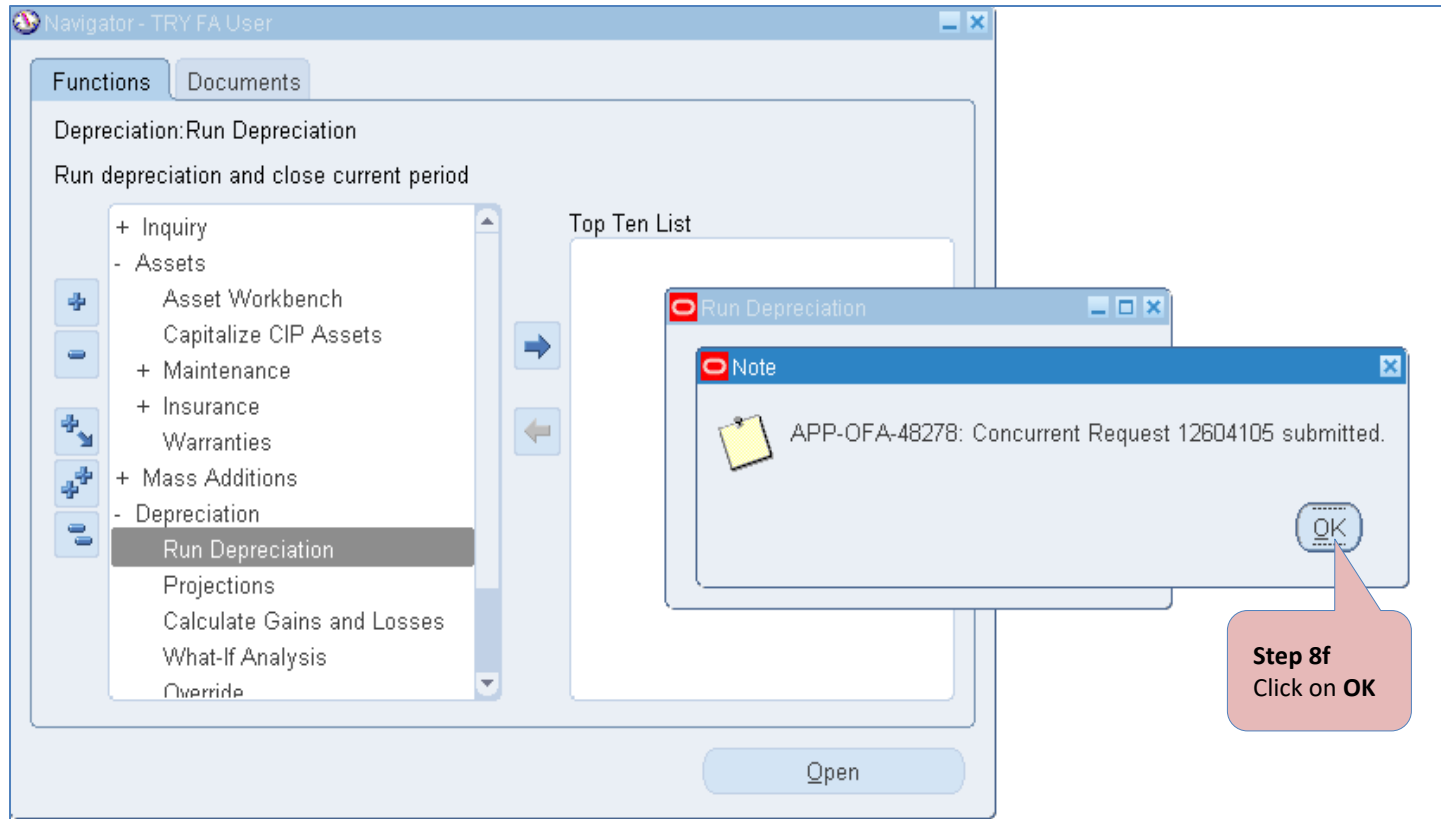 Navigator - TRY FA User
Functions
Documents
Depreciation:Run Depreciation
Run depreciation and close current period
+ Inquiry
- Assets
Asset Workbench
Capitalize CIP Assets
+ Maintenance
+ Insurance
Warranties
+ Mass Additions
- Depreciation
Run Depreciation
Projections
Calculate Gains and Losses
What-If Analysis
Override
Top Ten List
Run Depreciation
Note
APP-OFA-48278: Concurrent Request 12604105 submitted.
OK
Step 8f
Click on OK
Open